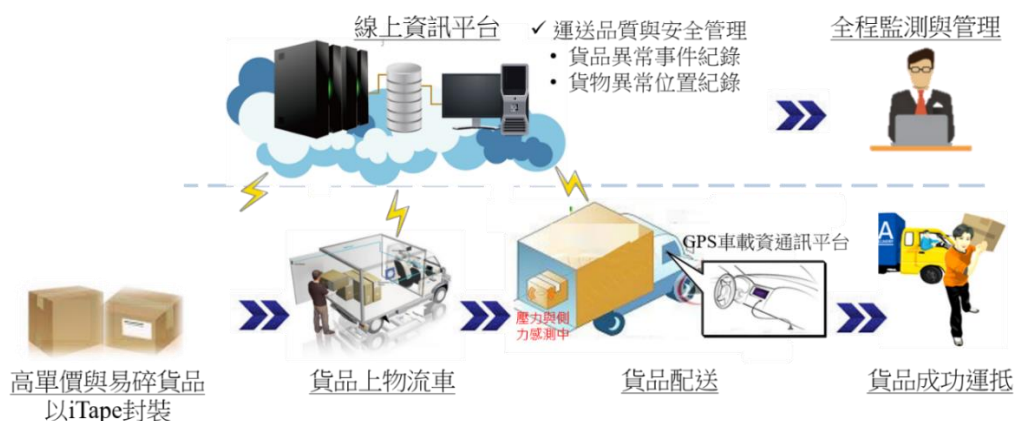 線上資訊平台
✓ 運送品質與安全管理
• 貨品異常事件紀錄
• 貨物異常位置紀錄
全程監測與管理
GPS車載資通訊平台
A
壓力與側
力感測中
高單價與易碎貨品
以iTape封裝
貨品上物流車
貨品配送
貨品成功運抵